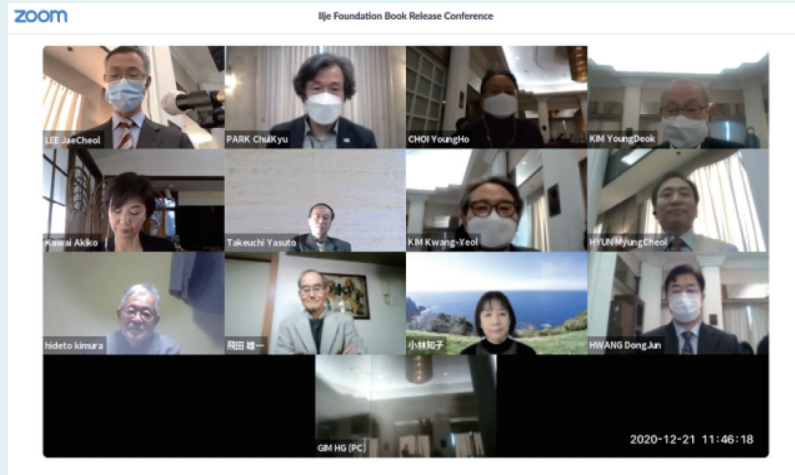 zoom
Ilje Foundation Book Release Conference
LEE JaeCheol
PARK ChulKyu
CHOI YoungHo
KIM YoungDeok
Kawai Akiko
Takeuchi Yasuto
KIM Kwang-Yeol
HYUN MyungCheol
hideto kimura
飛田 雄一
小林知子
HWANG DongJun
GIM HG (PC)
2020-12-21 11:46:18